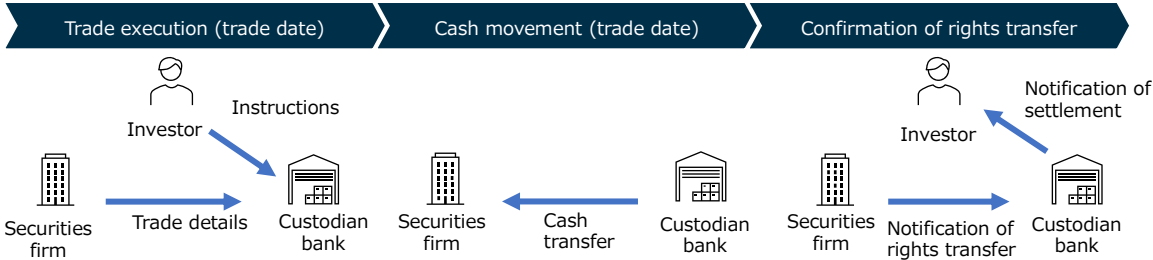 Trade execution (trade date)
Cash movement (trade date)
Confirmation of rights transfer
Instructions
Investor
Securities
firm
Trade details
Custodian
bank
Securities
firm
Cash
transfer
Custodian
bank
Notification of
settlement
Investor
Securities
firm
Notification of
rights transfer
Custodian
bank